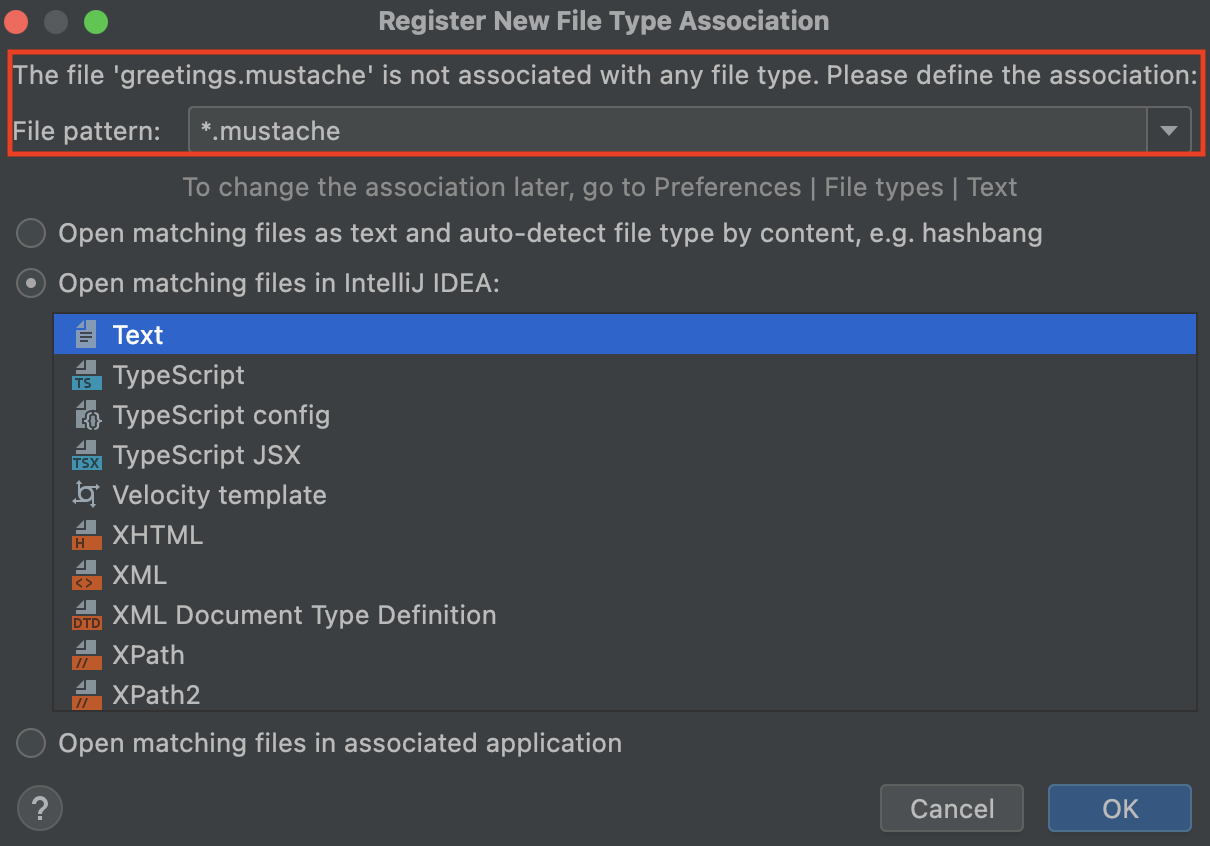 Register New File Type Association
The file 'greetings.mustache' is not associated with any file type. Please define the association:
File pattern: *.mustache
To change the association later, go to Preferences | File types | Text
Open matching files as text and auto-detect file type by content, e.g. hashbang
Open matching files in IntelliJ IDEA:
Text
TS TypeScript
{} TypeScript config
TSX TypeScript JSX
Velocity template
H XHTML
<> XML
DTD XML Document Type Definition
// XPath
// XPath2
Open matching files in associated application
? Cancel OK